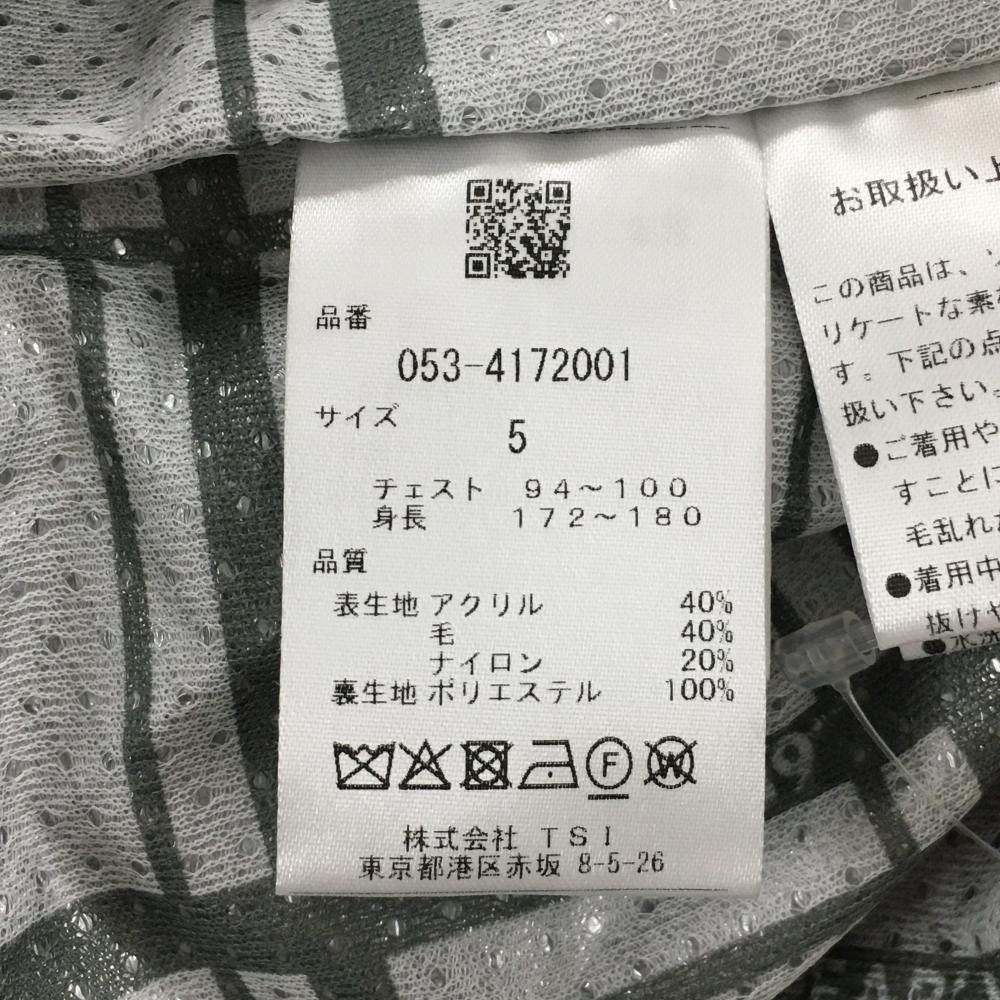 品番
053-4172001
サイズ
5
チェスト 94～100
身長 172～180
品質
表生地 アクリル 40%
毛 40%
ナイロン 20%
裏生地 ポリエステル 100%
F
W
株式会社 TSI
東京都港区赤坂 8-5-26
お取扱い上
この商品は、
リケートな素
す。下記の点
扱い下さい。
●ご着用や
すことに
毛乱れ
●着用中
抜けや
9